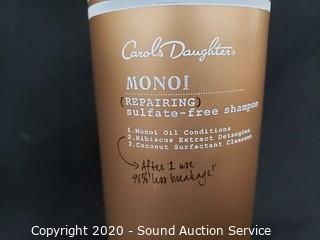 Carol's Daughter®
MONOI
REPAIRING
sulfate-free shampoo
1.Monoi Oil Conditions
2.Hibiscus Extract Detangles
3.Coconut Surfactant Cleanses
After 1 use
96% less breakage!*
Copyright 2020 - Sound Auction Service